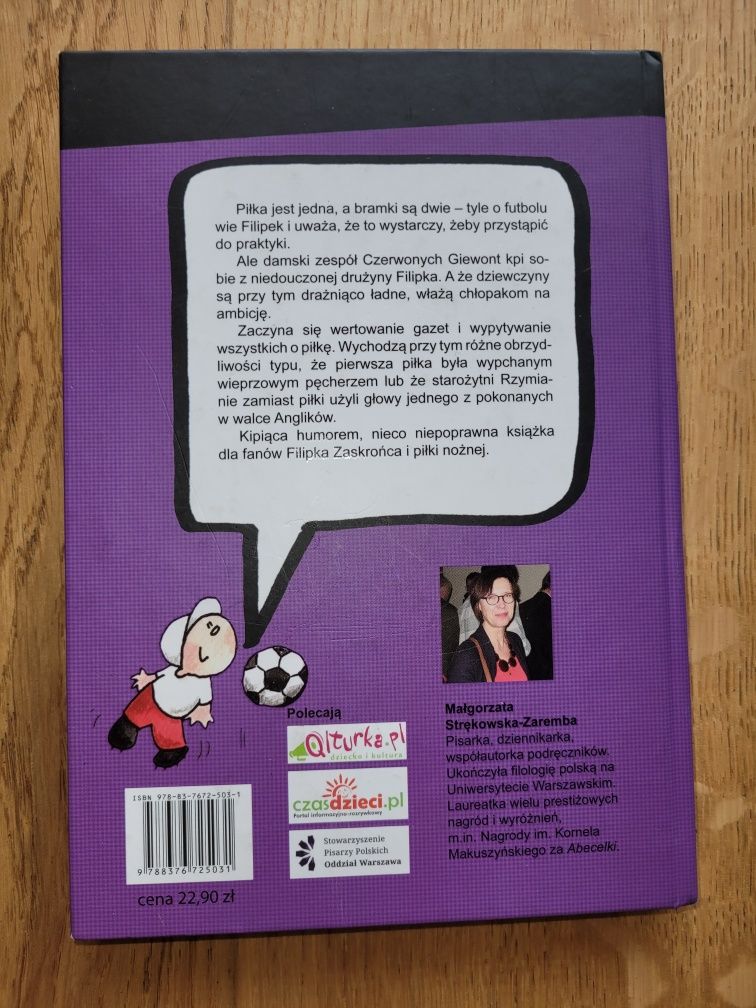 Piłka jest jedna, a bramki są dwie – tyle o futbolu
wie Filipek i uważa, że to wystarczy, żeby przystąpić
do praktyki.
Ale damski zespół Czerwonych Giewont kpi so-
bie z niedouczonej drużyny Filipka. A że dziewczyny
są przy tym drażniąco ładne, włażą chłopakom na
ambicję.
Zaczyna się wertowanie gazet i wypytywanie
wszystkich o piłkę. Wychodzą przy tym różne obrzyd-
liwości typu, że pierwsza piłka była wypchanym
wieprzowym pęcherzem lub że starożytni Rzymia-
nie zamiast piłki użyli głowy jednego z pokonanych
w walce Anglików.
Kipiąca humorem, nieco niepoprawna książka
dla fanów Filipka Zaskrońca i piłki nożnej.
Polecają
Qlturka.pl
dziecko i kultura
czasdzieci.pl
Portal informacyjno-rozrywkowy
Stowarzyszenie
Pisarzy Polskich
Oddział Warszawa
Małgorzata
Strękowska-Zaremba
Pisarka, dziennikarka,
współautorka podręczników.
Ukończyła filologię polską na
Uniwersytecie Warszawskim.
Laureatka wielu prestiżowych
nagród i wyróżnień,
m.in. Nagrody im. Kornela
Makuszyńskiego za Abecelki.
ISBN 978-83-7672-503-1
9 788376 725031
cena 22,90 zł